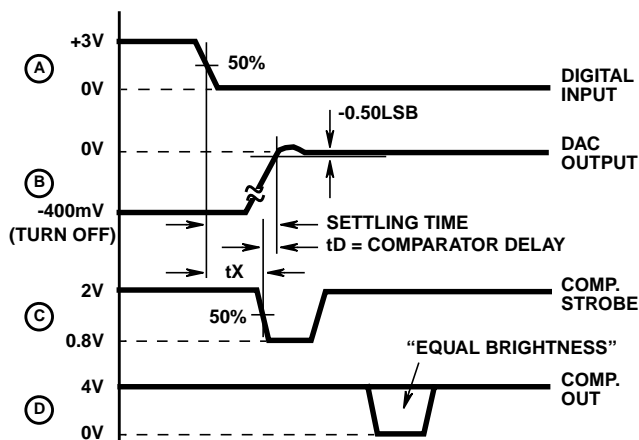 +3V
A
50%
0V
DIGITAL
INPUT
-0.50LSB
0V
DAC
OUTPUT
B
-400mV
(TURN OFF)
SETTLING TIME
tD = COMPARATOR DELAY
tX
2V
COMP.
STROBE
C
50%
0.8V
“EQUAL BRIGHTNESS”
4V
COMP.
OUT
D
0V